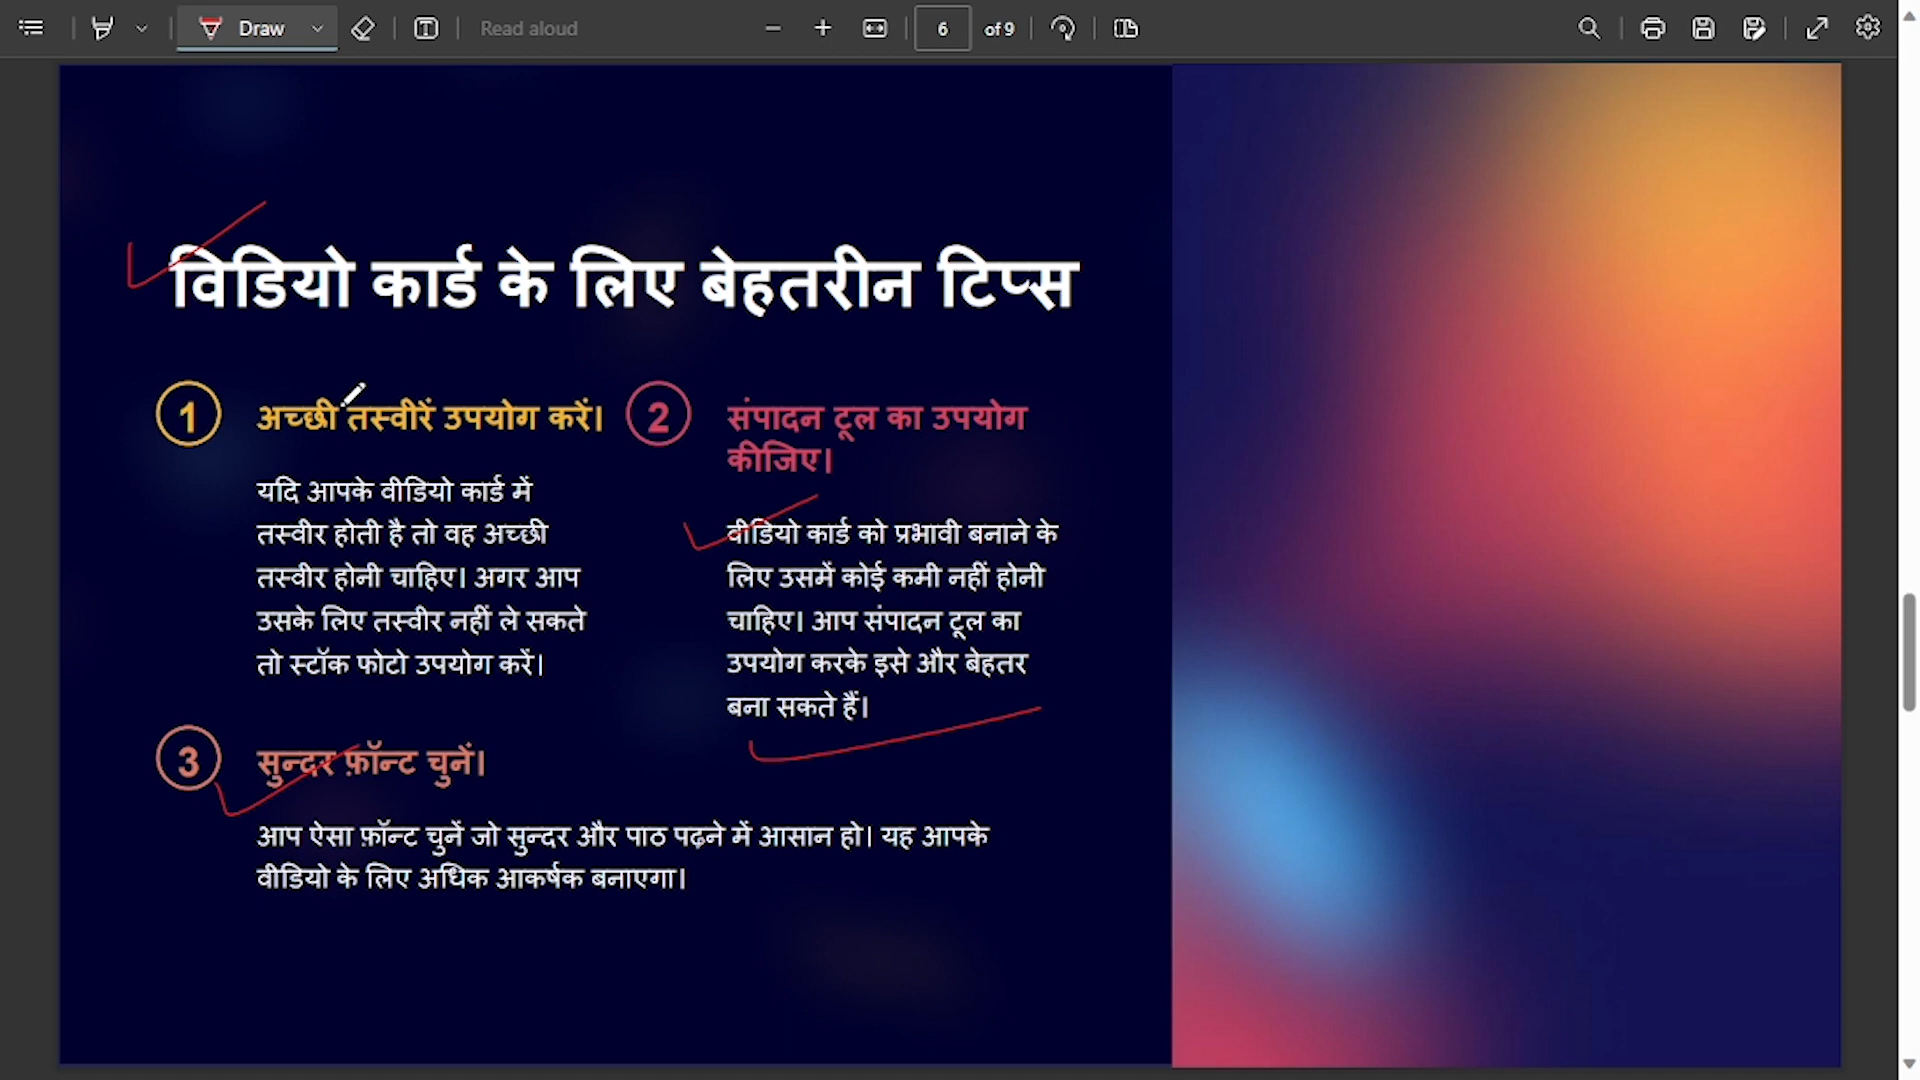 Draw
Read aloud
6
of 9
विडियो कार्ड के लिए बेहतरीन टिप्स
1
अच्छी तस्वीरें उपयोग करें।
यदि आपके वीडियो कार्ड में
तस्वीर होती है तो वह अच्छी
तस्वीर होनी चाहिए। अगर आप
उसके लिए तस्वीर नहीं ले सकते
तो स्टॉक फोटो उपयोग करें।
2
संपादन टूल का उपयोग
कीजिए।
वीडियो कार्ड को प्रभावी बनाने के
लिए उसमें कोई कमी नहीं होनी
चाहिए। आप संपादन टूल का
उपयोग करके इसे और बेहतर
बना सकते हैं।
3
सुन्दर फ़ॉन्ट चुनें।
आप ऐसा फ़ॉन्ट चुनें जो सुन्दर और पाठ पढ़ने में आसान हो। यह आपके
वीडियो के लिए अधिक आकर्षक बनाएगा।